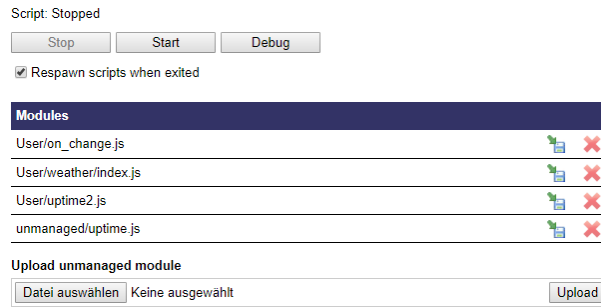 Script: Stopped
Stop Start Debug
Respawn scripts when exited
Modules
User/on_change.js
User/weather/index.js
User/uptime2.js
unmanaged/uptime.js
Upload unmanaged module
Datei auswählen Keine ausgewählt Upload